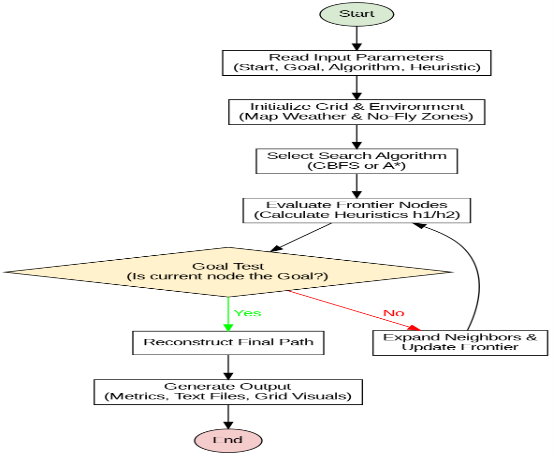 Start
Read Input Parameters
(Start, Goal, Algorithm, Heuristic)
Initialize Grid & Environment
(Map Weather & No-Fly Zones)
Select Search Algorithm
(GBFS or A*)
Evaluate Frontier Nodes
(Calculate Heuristics h1/h2)
Goal Test
(Is current node the Goal?)
Yes
No
Reconstruct Final Path
Expand Neighbors &
Update Frontier
Generate Output
(Metrics, Text Files, Grid Visuals)
End